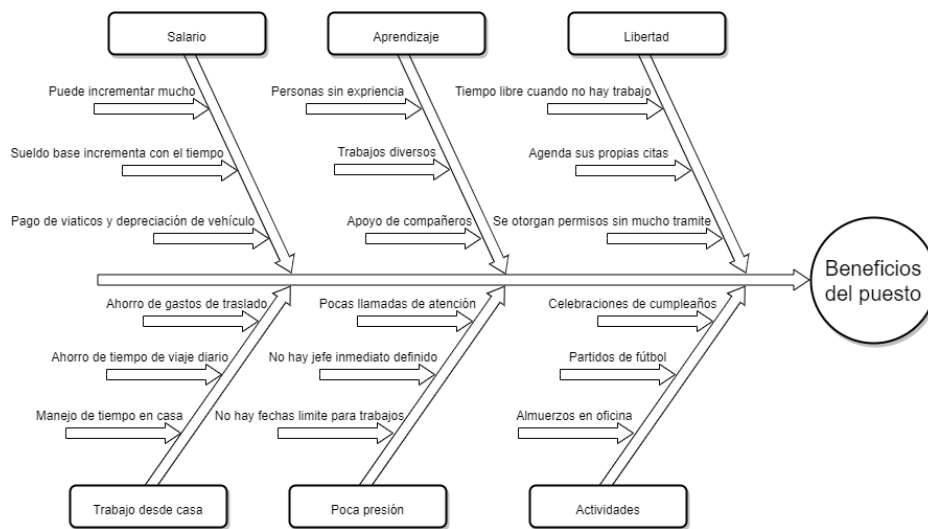 Salario
Aprendizaje
Libertad
Puede incrementar mucho
Personas sin expriencia
Tiempo libre cuando no hay trabajo
Sueldo base incrementa con el tiempo
Trabajos diversos
Agenda sus propias citas
Pago de viaticos y depreciación de vehículo
Apoyo de compañeros
Se otorgan permisos sin mucho tramite
Beneficios
del puesto
Ahorro de gastos de traslado
Pocas llamadas de atención
Celebraciones de cumpleaños
Ahorro de tiempo de viaje diario
No hay jefe inmediato definido
Partidos de fútbol
Manejo de tiempo en casa
No hay fechas limite para trabajos
Almuerzos en oficina
Trabajo desde casa
Poca presión
Actividades